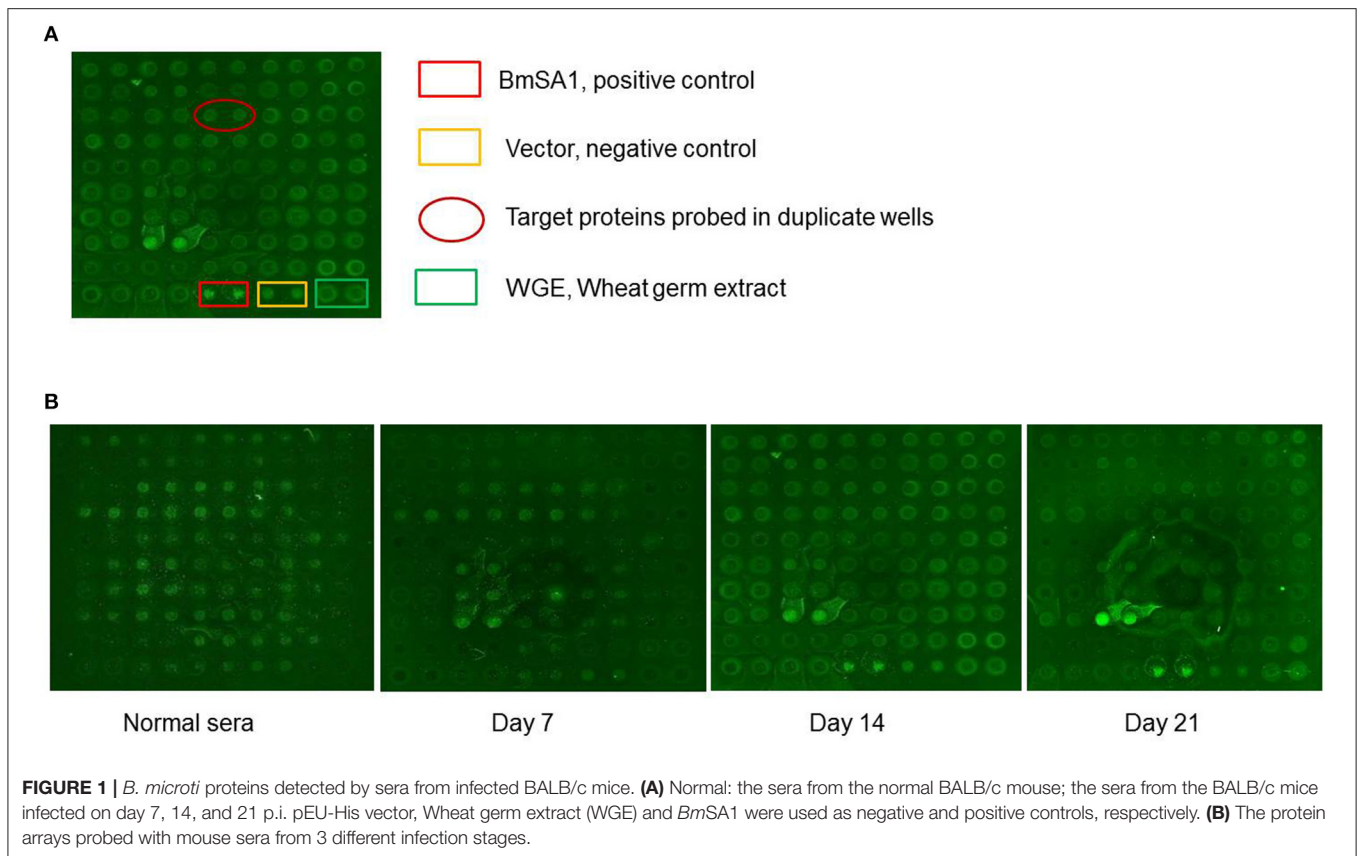 A
BmSA1, positive control
Vector, negative control
Target proteins probed in duplicate wells
WGE, Wheat germ extract
B
Normal sera
Day 7
Day 14
Day 21
FIGURE 1 | B. microti proteins detected by sera from infected BALB/c mice. (A) Normal: the sera from the normal BALB/c mouse; the sera from the BALB/c mice
infected on day 7, 14, and 21 p.i. pEU-His vector, Wheat germ extract (WGE) and BmSA1 were used as negative and positive controls, respectively. (B) The protein
arrays probed with mouse sera from 3 different infection stages.